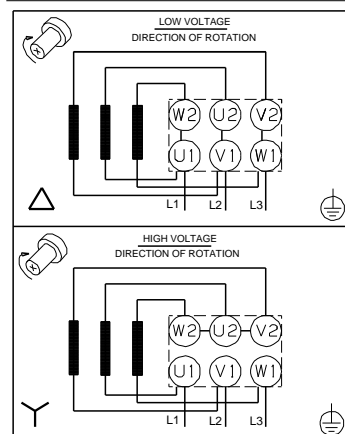 LOW VOLTAGE
DIRECTION OF ROTATION
W2 U2 V2
U1 V1 W1
L1 L2 L3
HIGH VOLTAGE
DIRECTION OF ROTATION
W2 U2 V2
U1 V1 W1
L1 L2 L3